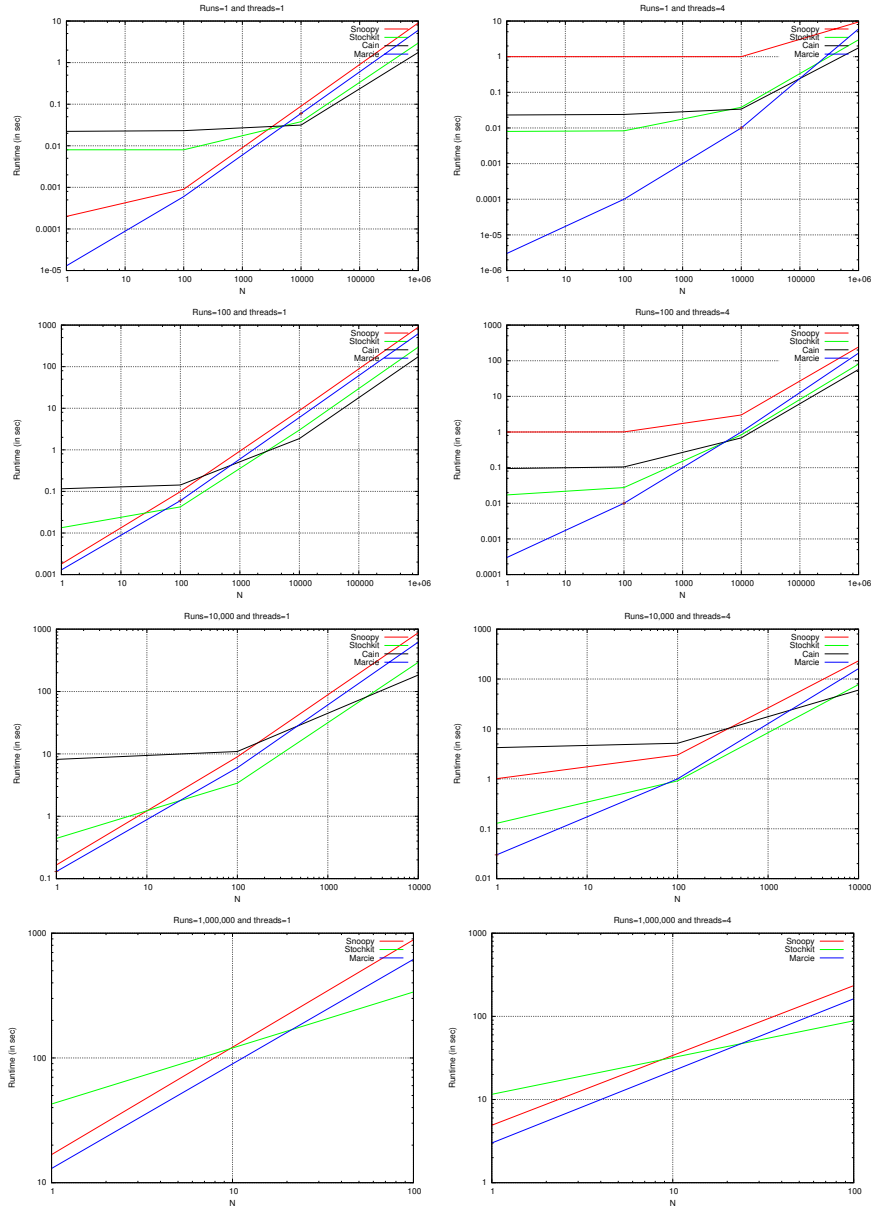 Runs=1 and threads=1
10
1
0.1
0.01
0.001
0.0001
1e-05
Runtime (in sec)
1
10
100
1000
10000
100000
1e+06
N
Snoopy
Stochkit
Cain
Marcie
Runs=1 and threads=4
10
1
0.1
0.01
0.001
0.0001
1e-05
1e-06
Runtime (in sec)
1
10
100
1000
10000
100000
1e+06
N
Snoopy
Stochkit
Cain
Marcie
Runs=100 and threads=1
1000
100
10
1
0.1
0.01
0.001
Runtime (in sec)
1
10
100
1000
10000
100000
1e+06
N
Snoopy
Stochkit
Cain
Marcie
Runs=100 and threads=4
1000
100
10
1
0.1
0.01
0.001
0.0001
Runtime (in sec)
1
10
100
1000
10000
100000
1e+06
N
Snoopy
Stochkit
Cain
Marcie
Runs=10,000 and threads=1
1000
100
10
1
0.1
Runtime (in sec)
1
10
100
1000
10000
N
Snoopy
Stochkit
Cain
Marcie
Runs=10,000 and threads=4
1000
100
10
1
0.1
0.01
Runtime (in sec)
1
10
100
1000
10000
N
Snoopy
Stochkit
Cain
Marcie
Runs=1,000,000 and threads=1
1000
100
10
Runtime (in sec)
1
10
100
N
Snoopy
Stochkit
Marcie
Runs=1,000,000 and threads=4
1000
100
10
1
Runtime (in sec)
1
10
100
N
Snoopy
Stochkit
Marcie